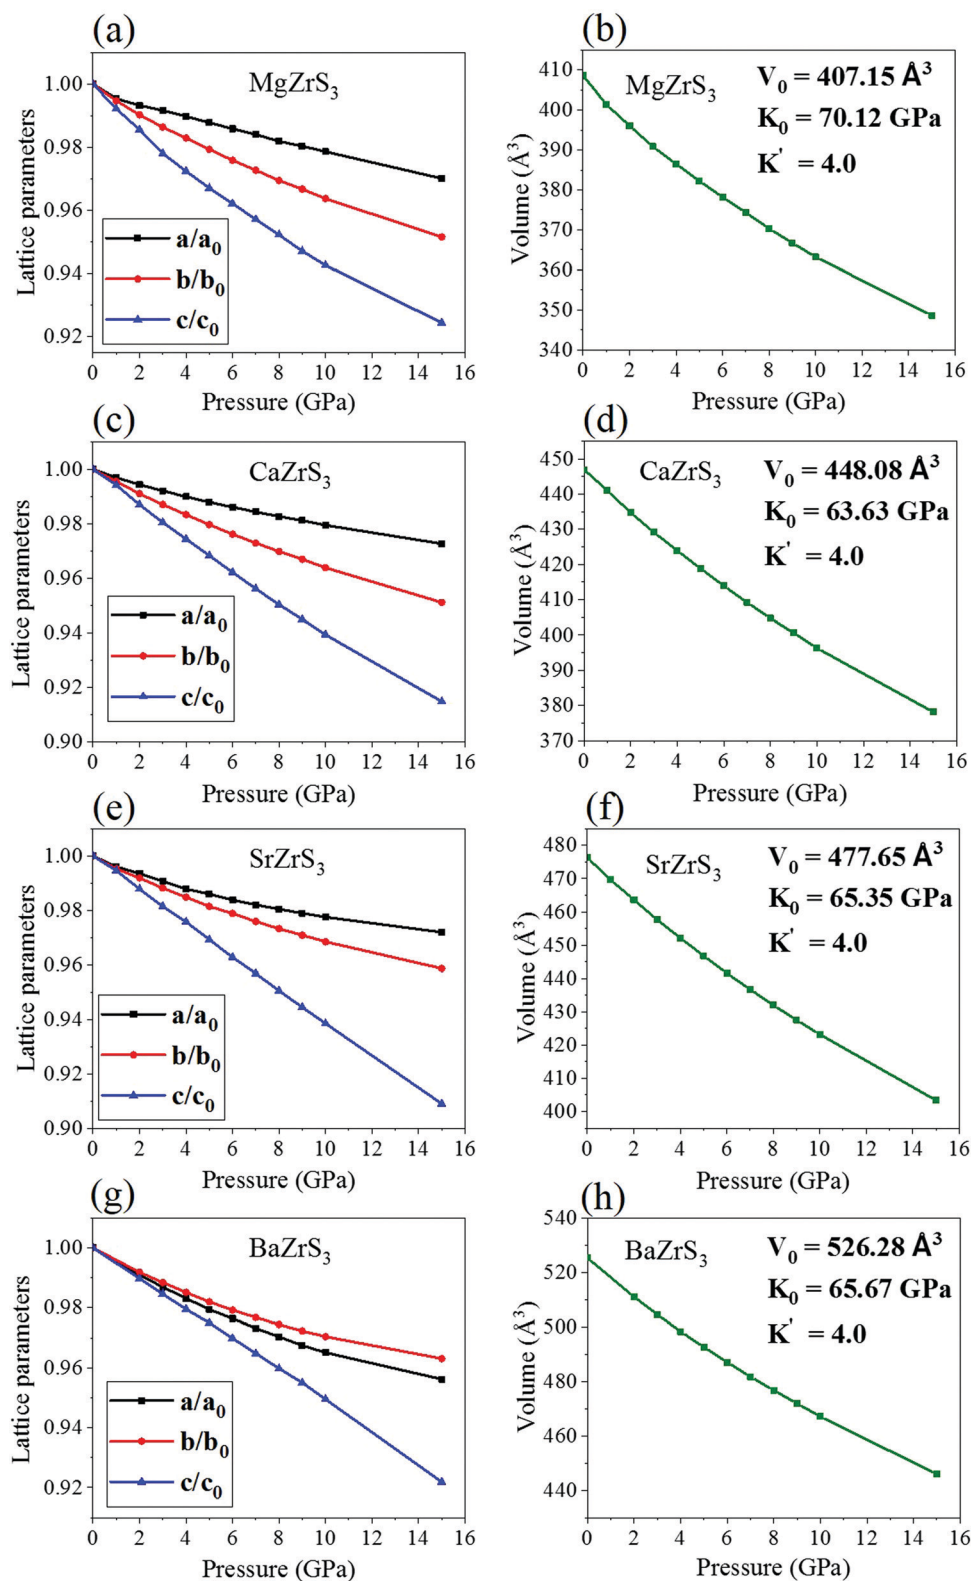 (a)
MgZrS3
Lattice parameters
1.00
0.98
0.96
0.94
0.92
a/a0
b/b0
c/c0
0 2 4 6 8 10 12 14 16
Pressure (GPa)
(b)
MgZrS3
V0 = 407.15 Å3
K0 = 70.12 GPa
K' = 4.0
Volume (Å3)
410
400
390
380
370
360
350
340
0 2 4 6 8 10 12 14 16
Pressure (GPa)
(c)
CaZrS3
Lattice parameters
1.00
0.98
0.96
0.94
0.92
0.90
a/a0
b/b0
c/c0
0 2 4 6 8 10 12 14 16
Pressure (GPa)
(d)
CaZrS3
V0 = 448.08 Å3
K0 = 63.63 GPa
K' = 4.0
Volume (Å3)
450
440
430
420
410
400
390
380
370
0 2 4 6 8 10 12 14 16
Pressure (GPa)
(e)
SrZrS3
Lattice parameters
1.00
0.98
0.96
0.94
0.92
0.90
a/a0
b/b0
c/c0
0 2 4 6 8 10 12 14 16
Pressure (GPa)
(f)
SrZrS3
V0 = 477.65 Å3
K0 = 65.35 GPa
K' = 4.0
Volume (Å3)
480
470
460
450
440
430
420
410
400
0 2 4 6 8 10 12 14 16
Pressure (GPa)
(g)
BaZrS3
Lattice parameters
1.00
0.98
0.96
0.94
0.92
a/a0
b/b0
c/c0
0 2 4 6 8 10 12 14 16
Pressure (GPa)
(h)
BaZrS3
V0 = 526.28 Å3
K0 = 65.67 GPa
K' = 4.0
Volume (Å3)
540
520
500
480
460
440
0 2 4 6 8 10 12 14 16
Pressure (GPa)